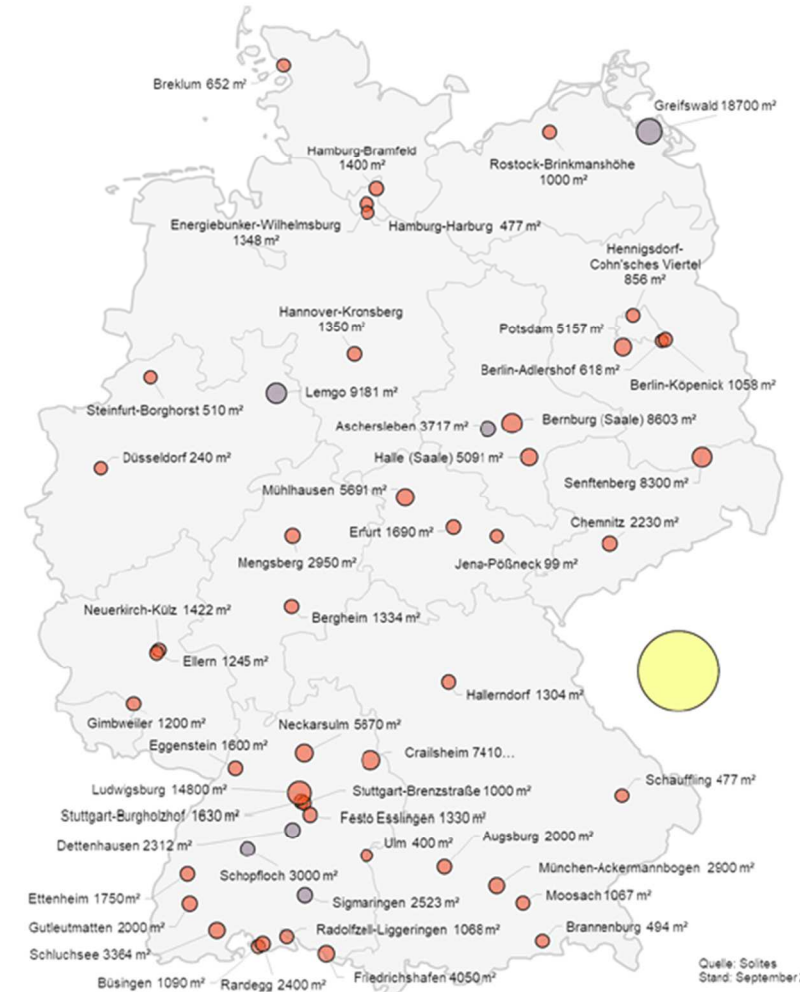 Breklum 652 m²
Greifswald 18700 m²
Hamburg-Bramfeld
1400 m²
Rostock-Brinkmanshöhe
1000 m²
Energiebunker-Wilhelmsburg
1348 m²
Hamburg-Harburg 477 m²
Hennigsdorf-
Cohn'sches Viertel
856 m²
Hannover-Kronsberg
1350 m²
Potsdam 5157 m²
Berlin-Adlershof 618 m²
Berlin-Köpenick 1058 m²
Lemgo 9181 m²
Steinfurt-Borghorst 510 m²
Aschersleben 3717 m²
Bernburg (Saale) 8603 m²
Düsseldorf 240 m²
Halle (Saale) 5091 m²
Senftenberg 8300 m²
Mühlhausen 5691 m²
Erfurt 1690 m²
Chemnitz 2230 m²
Mengsberg 2950 m²
Jena-Pößneck 99 m²
Neuerkirch-Külz 1422 m²
Bergheim 1334 m²
Ellern 1245 m²
Hallerndorf 1304 m²
Gimbweiler 1200 m²
Neckarsulm 5670 m²
Eggenstein 1600 m²
Crailsheim 7410...
Schauffling 477 m²
Ludwigsburg 14800 m²
Stuttgart-Brenzstraße 1000 m²
Stuttgart-Burgholzhof 1630 m²
Festo Esslingen 1330 m²
Dettenhausen 2312 m²
Ulm 400 m²
Augsburg 2000 m²
Schopfloch 3000 m²
München-Ackermannbogen 2900 m²
Ettenheim 1750 m²
Sigmaringen 2523 m²
Moosach 1067 m²
Gutleutmatten 2000 m²
Radolfzell-Liggeringen 1068 m²
Brannenburg 494 m²
Schluchsee 3364 m²
Büsingen 1090 m²
Randegg 2400 m²
Friedrichshafen 4050 m²
Quelle: Solites
Stand: September